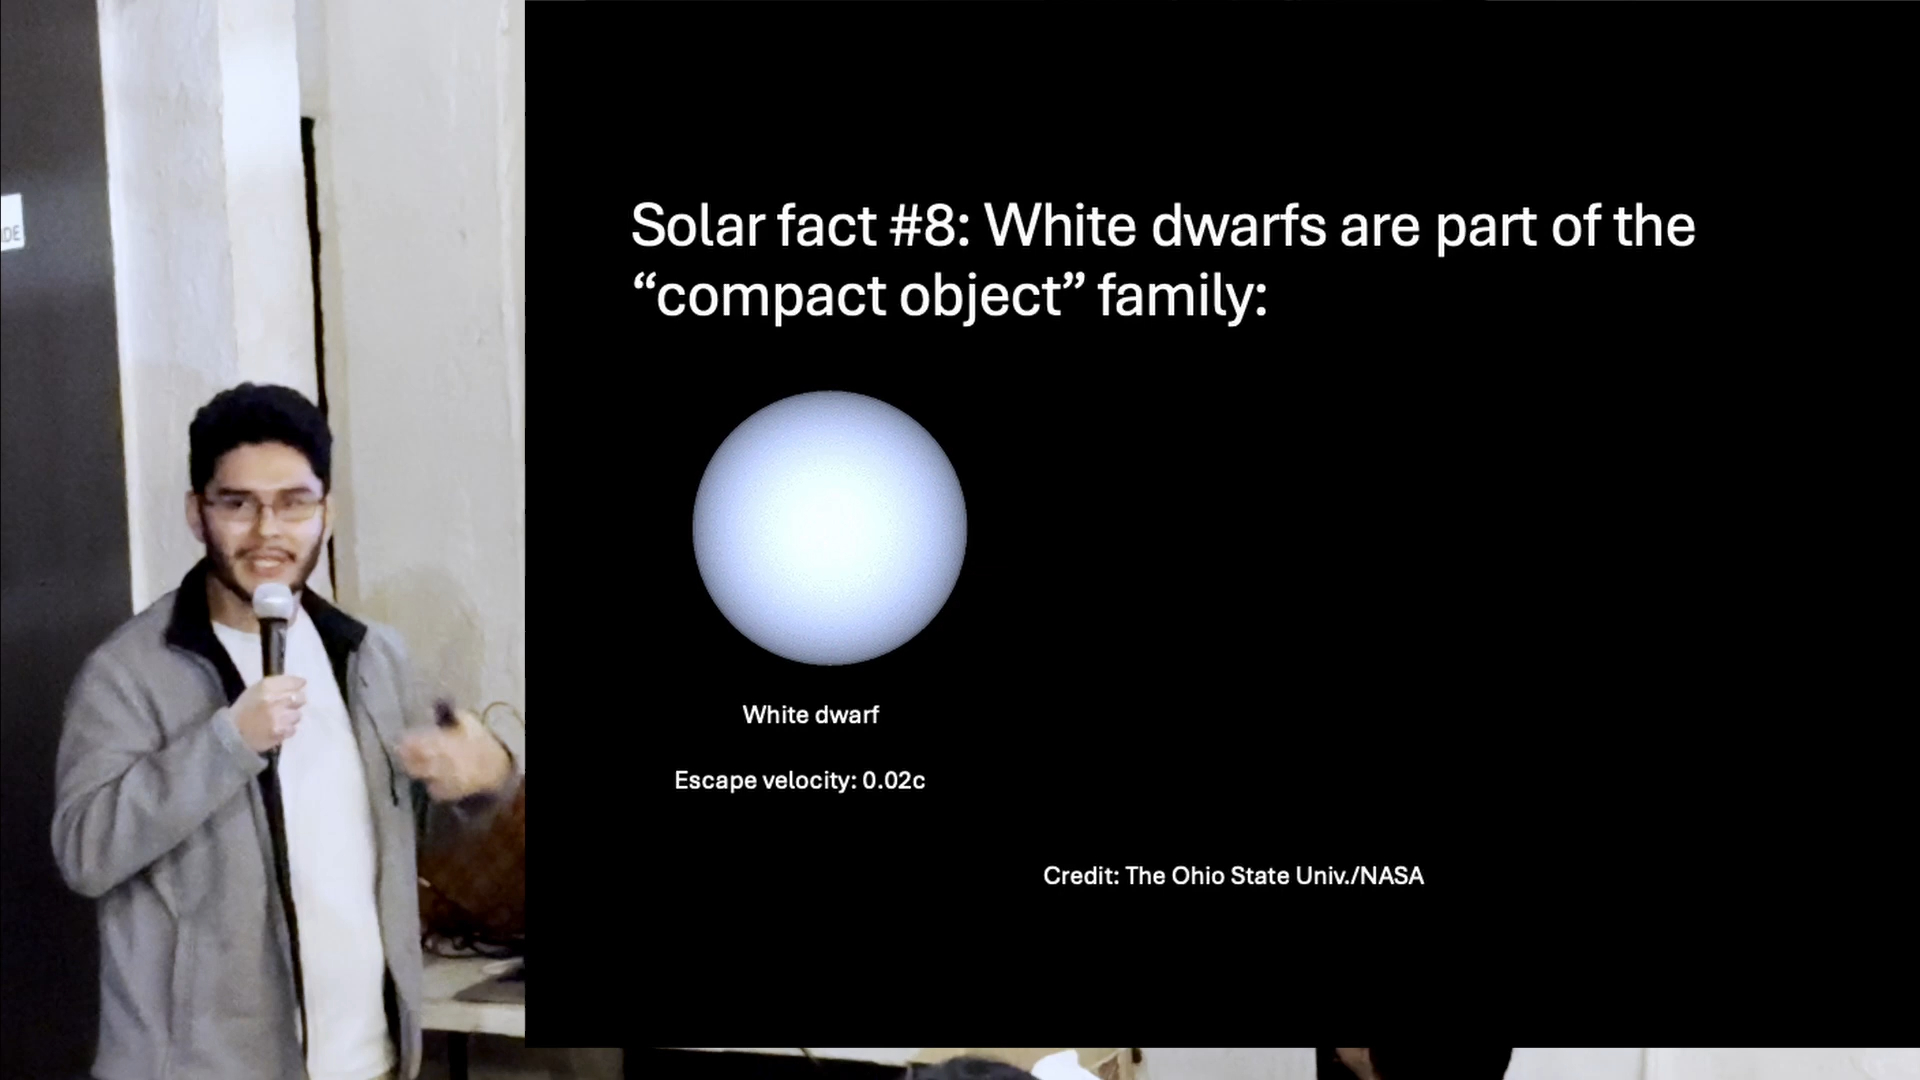 Solar fact #8: White dwarfs are part of the
“compact object” family:
White dwarf
Escape velocity: 0.02c
Credit: The Ohio State Univ./NASA